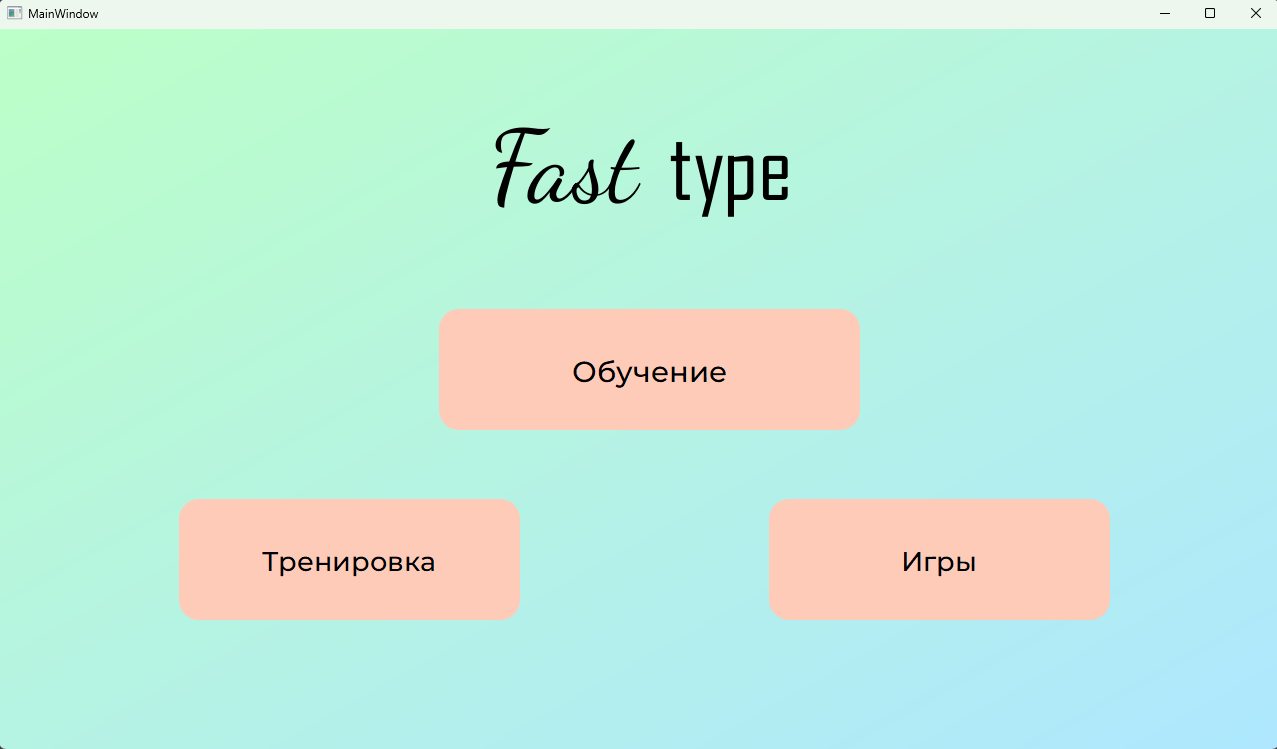 MainWindow
Fast type
Обучение
Тренировка
Игры